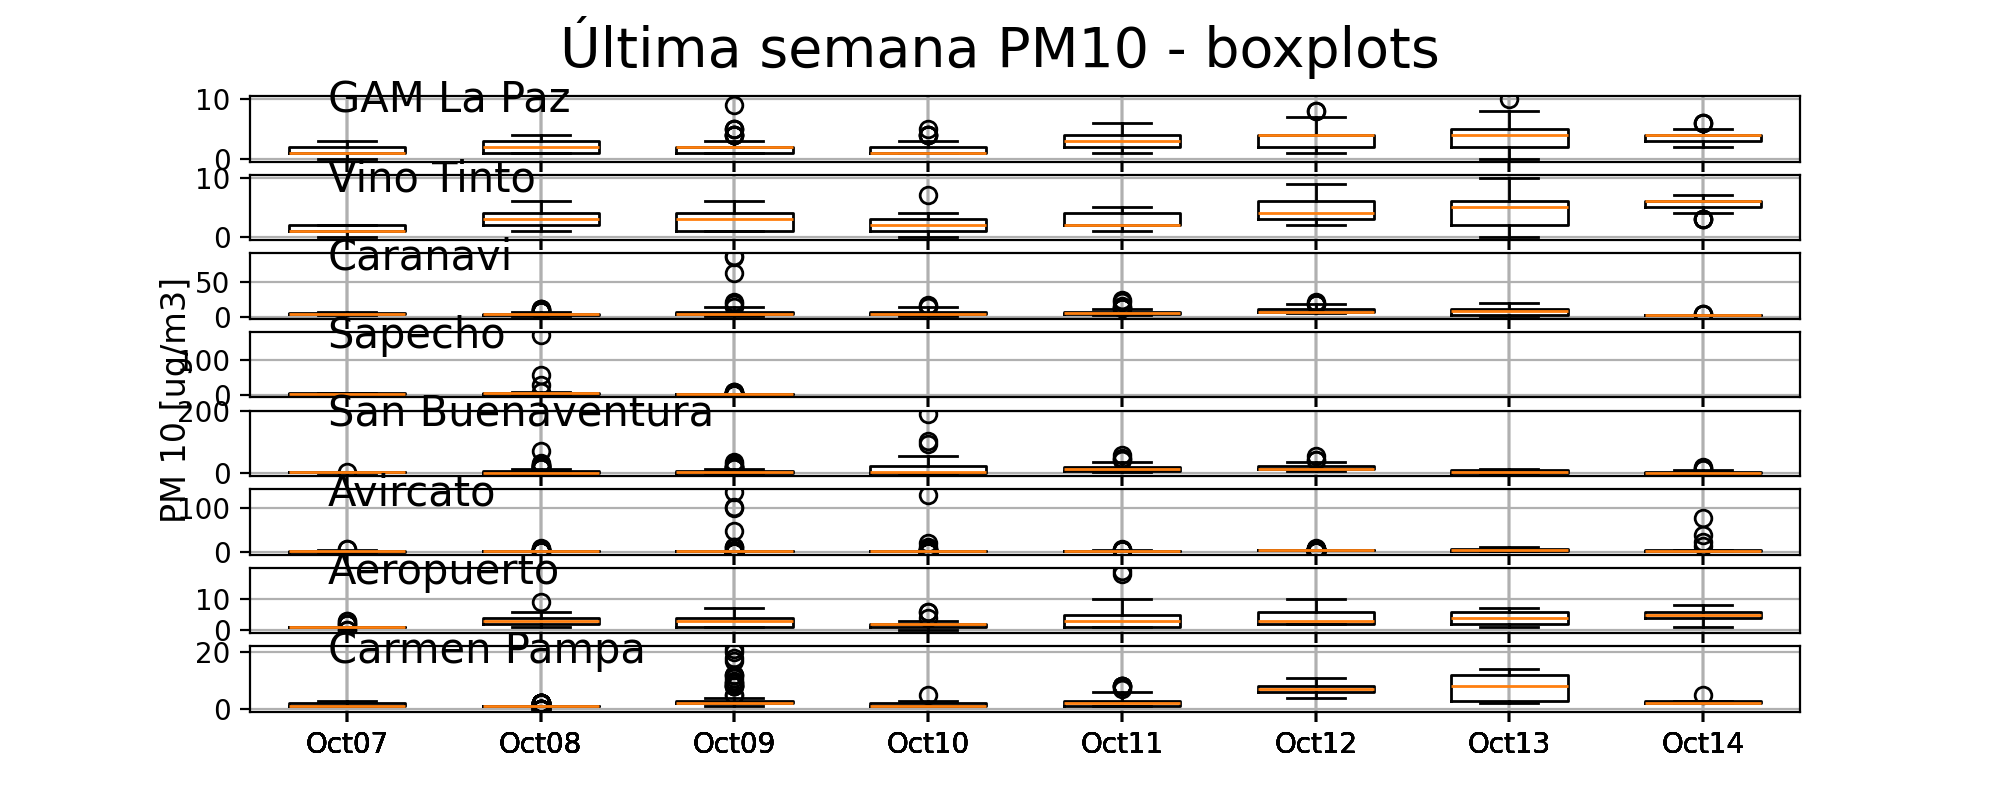 Última semana PM10 - boxplots
GAM La Paz
10
0
Vino Tinto
10
0
Caranavi
50
0
Sapecho
100
0
San Buenaventura
200
0
Avircato
100
0
Aeropuerto
10
0
Carmen Pampa
20
0
PM 10 [ug/m3]
Oct07 Oct08 Oct09 Oct10 Oct11 Oct12 Oct13 Oct14